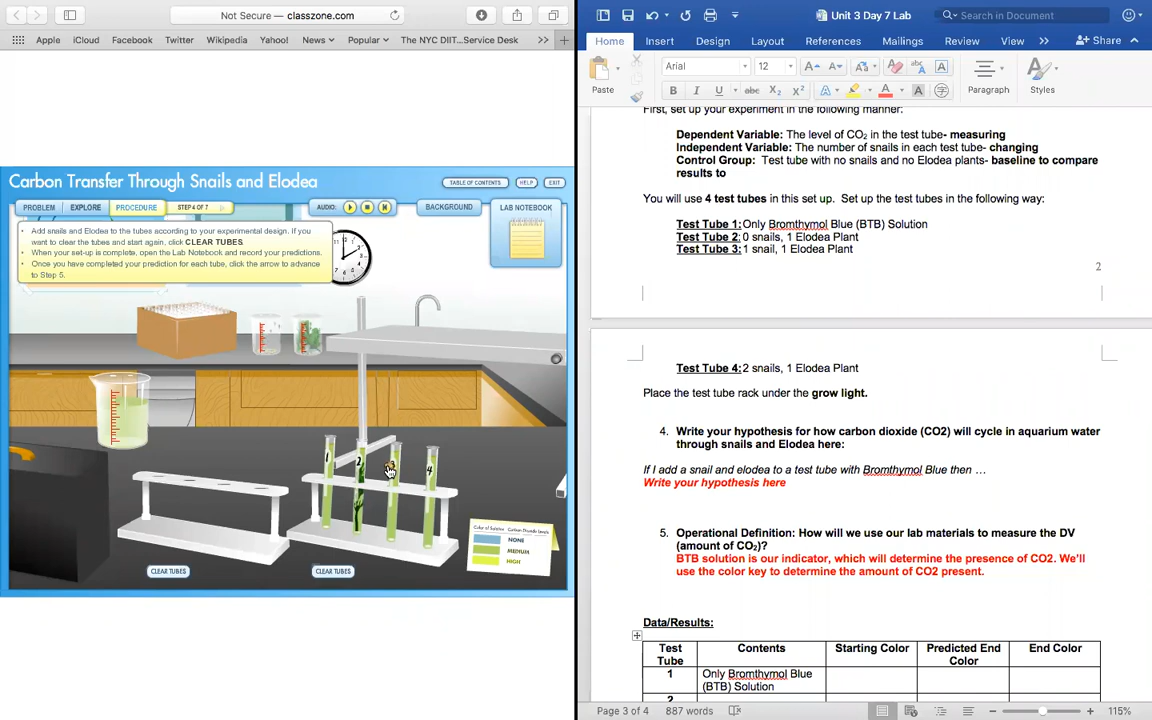 Not Secure — classzone.com
Apple iCloud Facebook Twitter Wikipedia Yahoo! News Popular The NYC DIIT...Service Desk
Carbon Transfer Through Snails and Elodea
TABLE OF CONTENTS HELP EXIT
PROBLEM EXPLORE PROCEDURE STEP 4 OF 7 AUDIO: BACKGROUND LAB NOTEBOOK
Add snails and Elodea to the tubes according to your experimental design. If you
want to clear the tubes and start again, click CLEAR TUBES
When your set-up is complete, open the Lab Notebook and record your predictions.
Once you have completed your prediction for each tube, click the arrow to advance
to Step 5.
1 2 4
Color of Solution Carbon Dioxide Levels
NONE
MEDIUM
HIGH
CLEAR TUBES CLEAR TUBES
Unit 3 Day 7 Lab
Search in Document
Home Insert Design Layout References Mailings Review View Share
Paste Arial 12 Paragraph Styles
First, set up your experiment in the following manner:
Dependent Variable: The level of CO₂ in the test tube- measuring
Independent Variable: The number of snails in each test tube- changing
Control Group: Test tube with no snails and no Elodea plants- baseline to compare
results to
You will use 4 test tubes in this set up. Set up the test tubes in the following way:
Test Tube 1: Only Bromthymol Blue (BTB) Solution
Test Tube 2: 0 snails, 1 Elodea Plant
Test Tube 3: 1 snail, 1 Elodea Plant
2
Test Tube 4: 2 snails, 1 Elodea Plant
Place the test tube rack under the grow light.
4. Write your hypothesis for how carbon dioxide (CO2) will cycle in aquarium water
through snails and Elodea here:
If I add a snail and elodea to a test tube with Bromthymol Blue then …
Write your hypothesis here
5. Operational Definition: How will we use our lab materials to measure the DV
(amount of CO₂)?
BTB solution is our indicator, which will determine the presence of CO2. We'll
use the color key to determine the amount of CO2 present.
Data/Results:
Test Tube Contents Starting Color Predicted End Color End Color
1 Only Bromthymol Blue (BTB) Solution
2
Page 3 of 4 887 words 115%